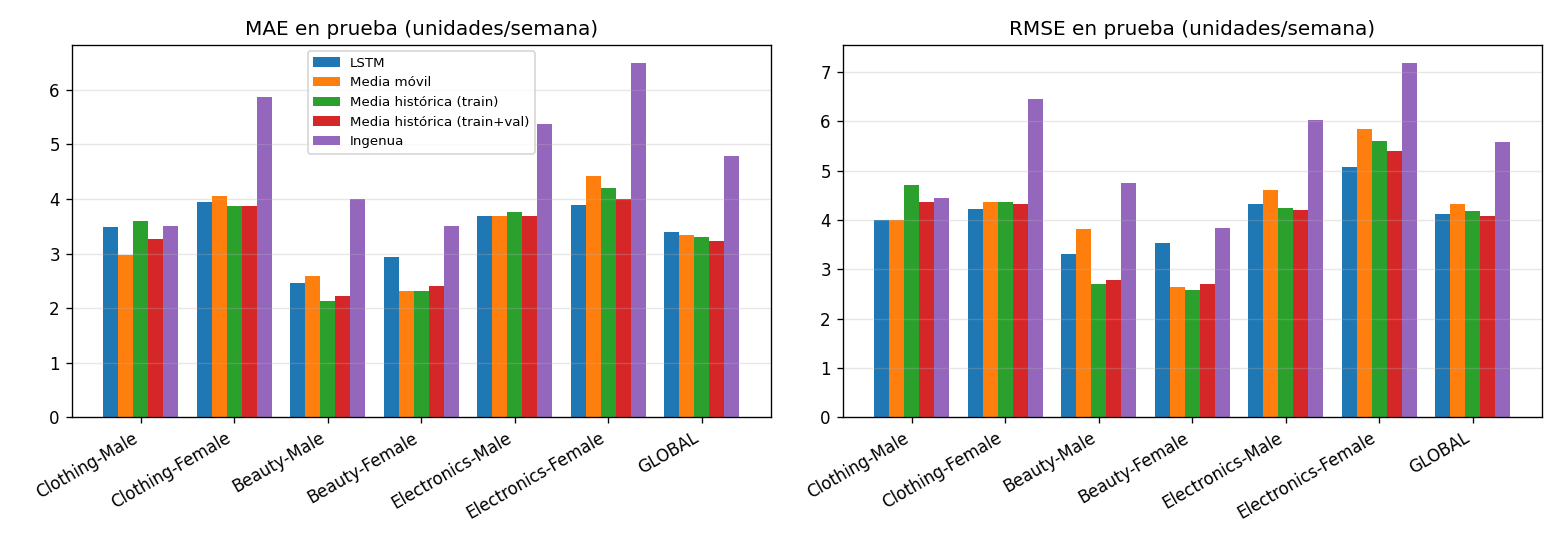 MAE en prueba (unidades/semana)
6
5
4
3
2
1
0
LSTM
Media móvil
Media histórica (train)
Media histórica (train+val)
Ingenua
Clothing-Male
Clothing-Female
Beauty-Male
Beauty-Female
Electronics-Male
Electronics-Female
GLOBAL
RMSE en prueba (unidades/semana)
7
6
5
4
3
2
1
0
Clothing-Male
Clothing-Female
Beauty-Male
Beauty-Female
Electronics-Male
Electronics-Female
GLOBAL